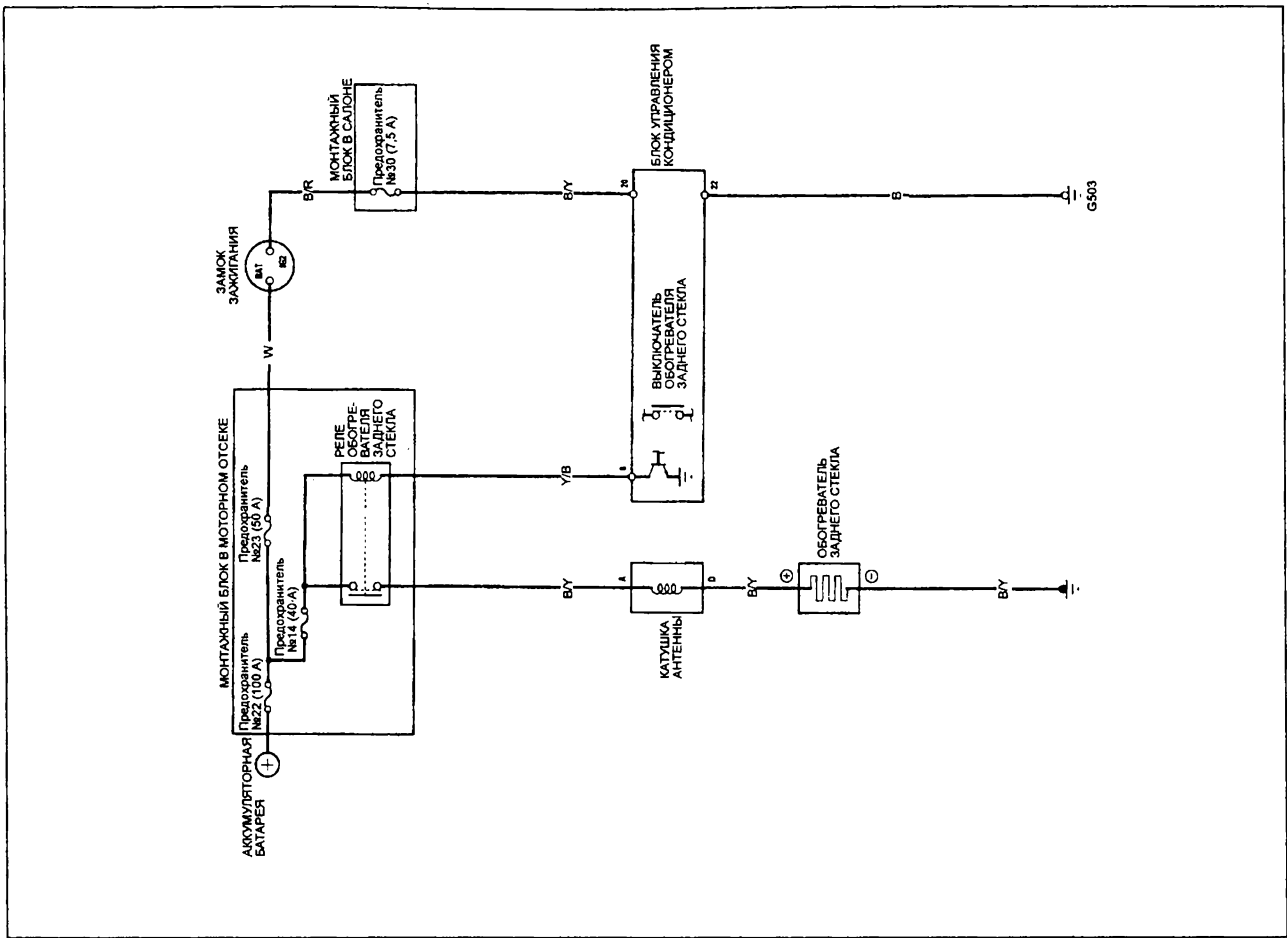 АККУМУЛЯТОРНАЯ
БАТАРЕЯ
МОНТАЖНЫЙ БЛОК В МОТОРНОМ ОТСЕКЕ
Предохранитель
№22 (100 А)
Предохранитель
№14 (40 А)
Предохранитель
№23 (50 А)
РЕЛЕ
ОБОГРЕ-
ВАТЕЛЯ
ЗАДНЕГО
СТЕКЛА
W
ЗАМОК
ЗАЖИГАНИЯ
BAT
IG2
B/R
МОНТАЖНЫЙ
БЛОК В САЛОНЕ
Предохранитель
№30 (7,5 А)
B/Y
Y/B
B/Y
20
22
8
БЛОК УПРАВЛЕНИЯ
КОНДИЦИОНЕРОМ
ВЫКЛЮЧАТЕЛЬ
ОБОГРЕВАТЕЛЯ
ЗАДНЕГО СТЕКЛА
A
D
КАТУШКА
АНТЕННЫ
B/Y
ОБОГРЕВАТЕЛЬ
ЗАДНЕГО СТЕКЛА
+
−
B/Y
B
G503